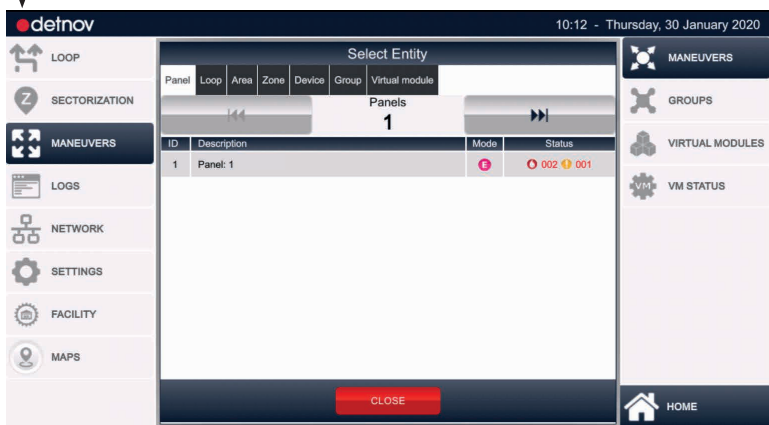 detnov
10:12 - Thursday, 30 January 2020
LOOP
SECTORIZATION
Z
MANEUVERS
LOGS
NETWORK
SETTINGS
FACILITY
MAPS
Select Entity
Panel Loop Area Zone Device Group Virtual module
Panels
1
ID Description Mode Status
1 Panel: 1 E 002 001
CLOSE
MANEUVERS
GROUPS
VIRTUAL MODULES
VM VM STATUS
HOME